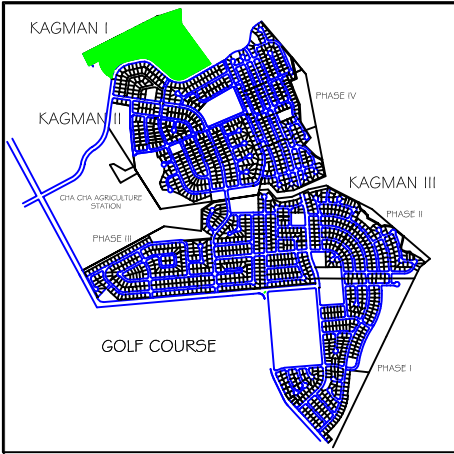 KAGMAN I
PHASE IV
KAGMAN II
KAGMAN III
CHA CHA AGRICULTURE
STATION
PHASE II
PHASE III
GOLF COURSE
PHASE I